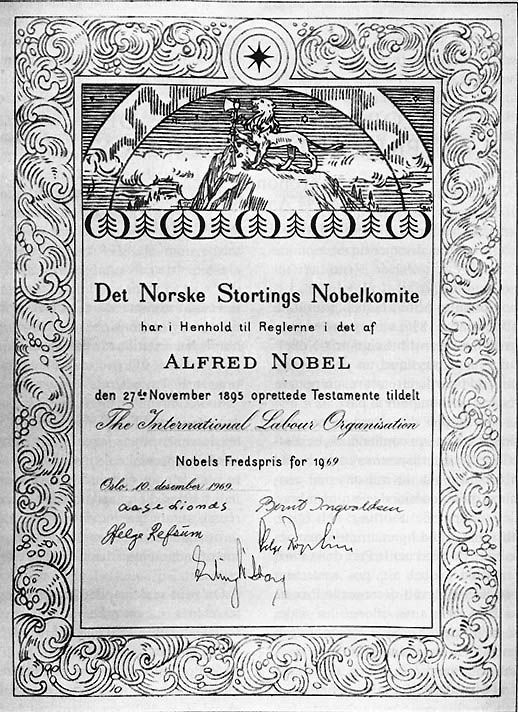 Det Norske Stortings Nobelkomite
har i Henhold til Reglerne i det af
ALFRED NOBEL
den 27de November 1895 oprettede Testamente tildelt
The International Labour Organisation
Nobels Fredspris for 1969
Oslo, 10. desember 1969.
Aase Lionæs Bernt Ingvaldsen
Helge Refsum